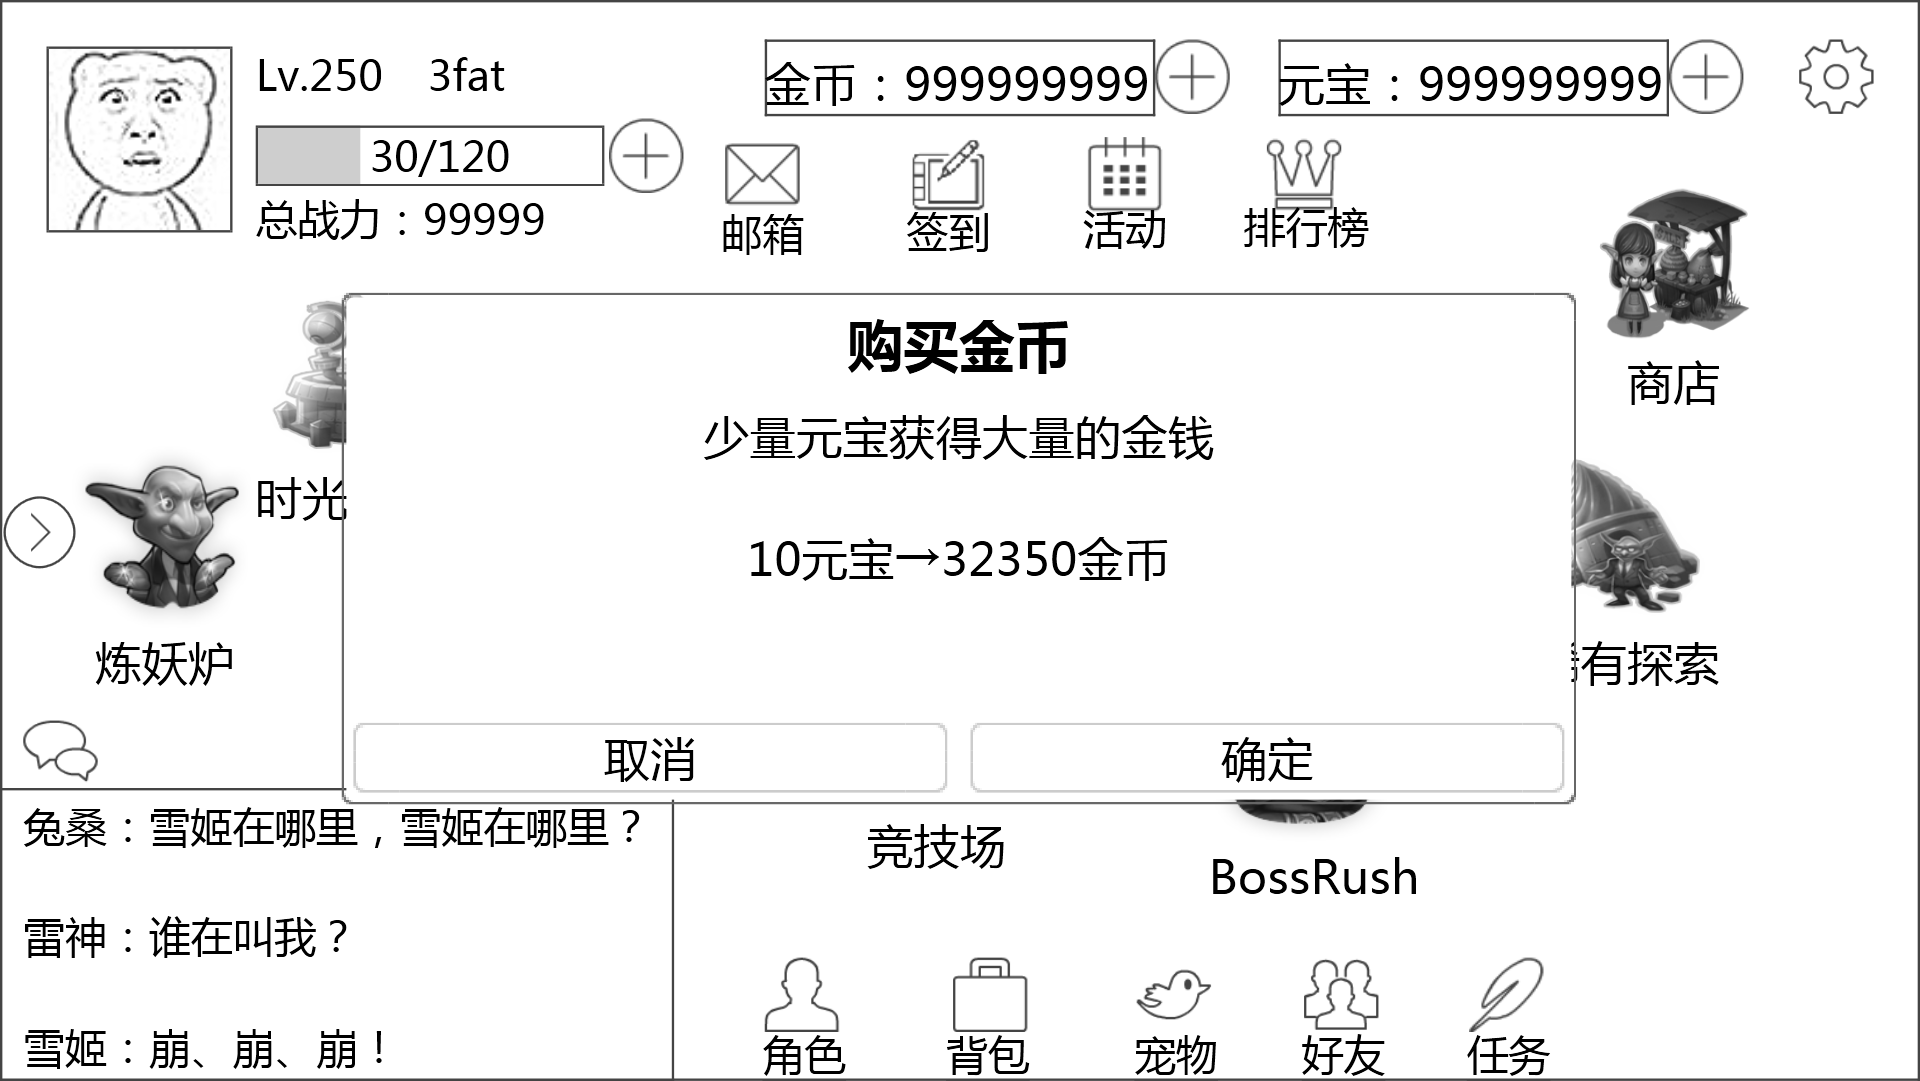 Lv.250 3fat
金币：999999999
元宝：999999999
30/120
总战力：99999
邮箱
签到
活动
排行榜
购买金币
少量元宝获得大量的金钱
10元宝→32350金币
取消
确定
商店
时光
炼妖炉
有探索
兔桑：雪姬在哪里，雪姬在哪里？
雷神：谁在叫我？
雪姬：崩、崩、崩！
竞技场
BossRush
角色
背包
宠物
好友
任务